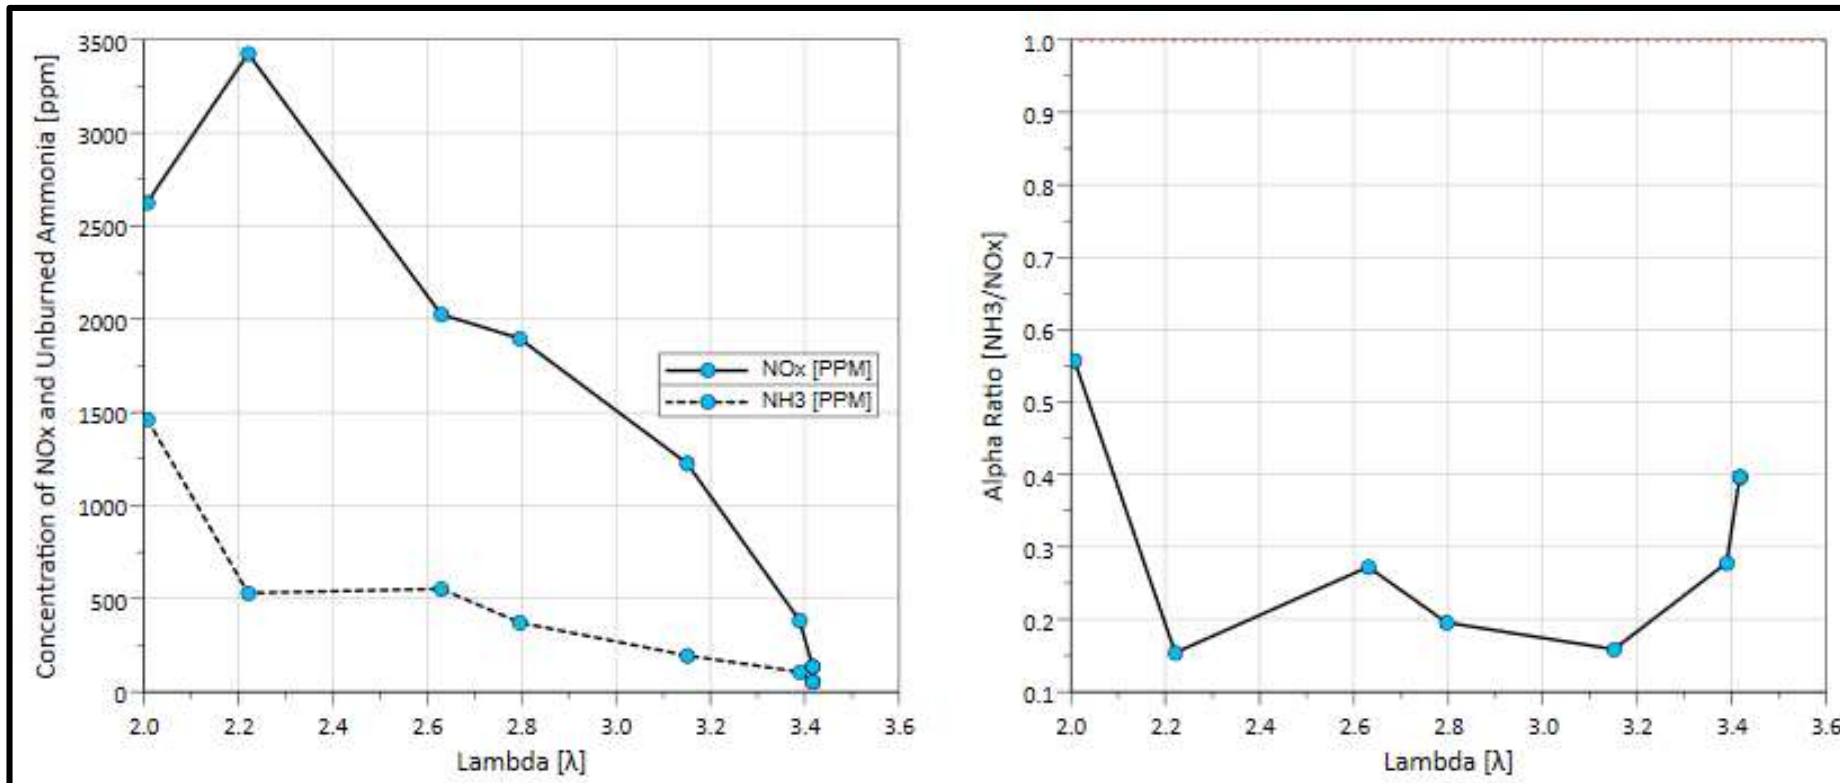 Concentration of NOx and Unburned Ammonia [ppm]
3500
3000
2500
2000
1500
1000
500
0
2.0 2.2 2.4 2.6 2.8 3.0 3.2 3.4 3.6
Lambda [λ]
NOx [PPM]
NH3 [PPM]
Alpha Ratio [NH3/NOx]
1.0
0.9
0.8
0.7
0.6
0.5
0.4
0.3
0.2
0.1
2.0 2.2 2.4 2.6 2.8 3.0 3.2 3.4 3.6
Lambda [λ]